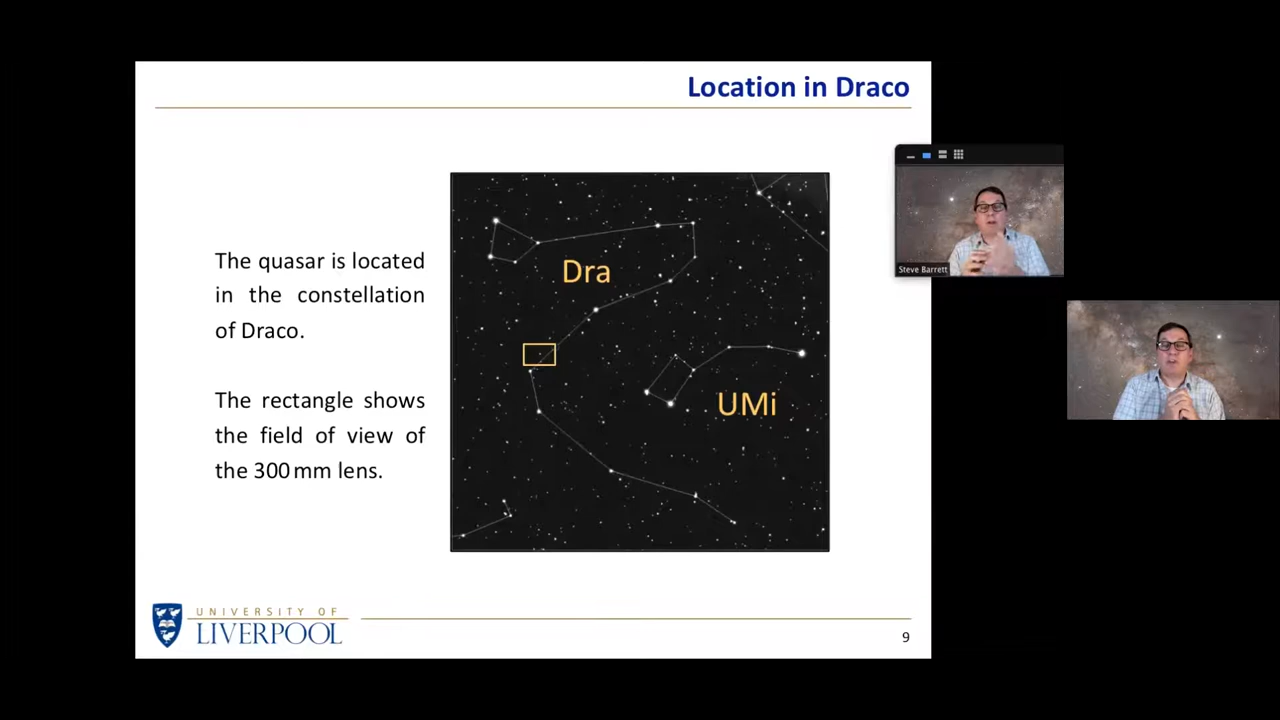 Location in Draco
The quasar is located
in the constellation
of Draco.
The rectangle shows
the field of view of
the 300 mm lens.
Dra
UMi
Steve Barrett
UNIVERSITY OF
LIVERPOOL
9